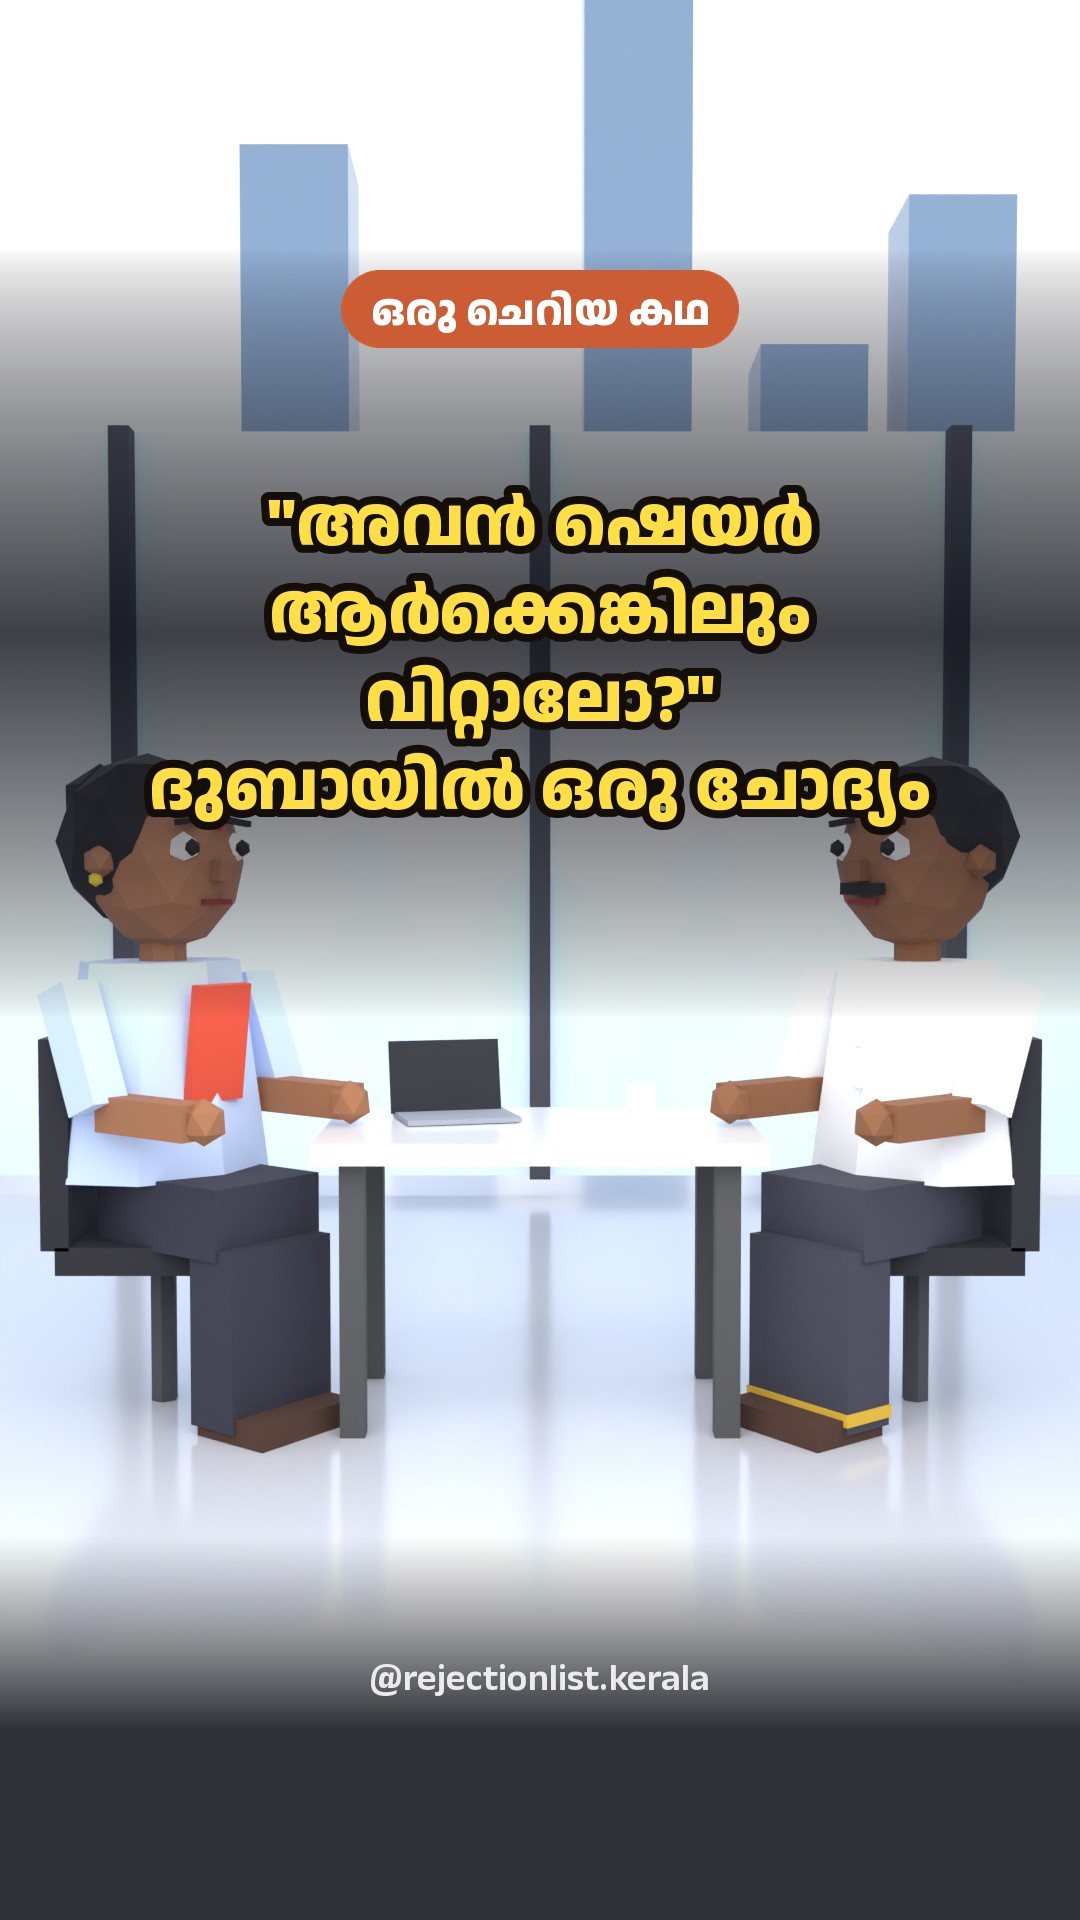 ഒരു ചെറിയ കഥ
"അവൻ ഷെയർ
ആർക്കെങ്കിലും
വിറ്റാലോ?"
ദുബായിൽ ഒരു ചോദ്യം
@rejectionlist.kerala